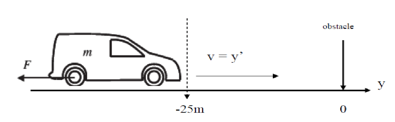 obstacle
m
v = y’
F
y
-25m
0